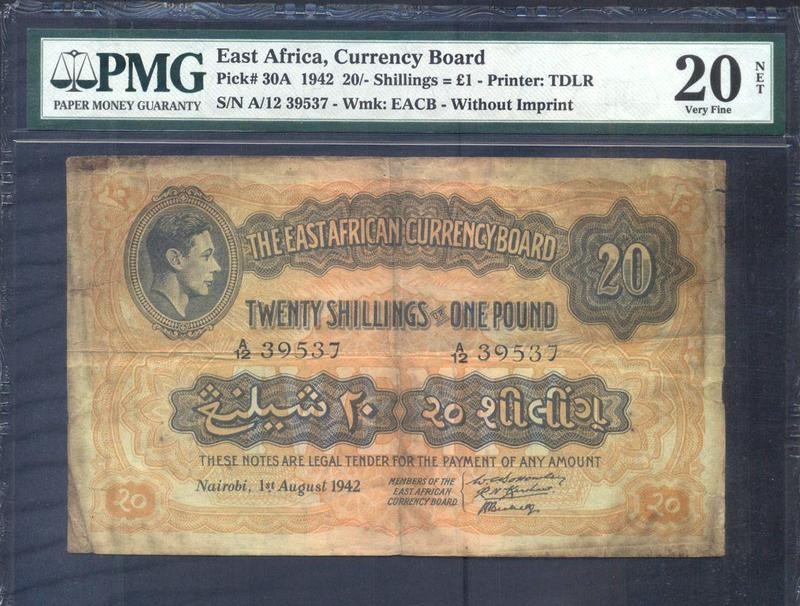 PMG
PAPER MONEY GUARANTY
East Africa, Currency Board
Pick# 30A 1942 20/- Shillings = £1 - Printer: TDLR
S/N A/12 39537 - Wmk: EACB - Without Imprint
20 NET
Very Fine
THE EAST AFRICAN CURRENCY BOARD
20
TWENTY SHILLINGS OR ONE POUND
A/12 39537 A/12 39537
٢٠ شيلنڭ ૨૦ શીલીંગ
THESE NOTES ARE LEGAL TENDER FOR THE PAYMENT OF ANY AMOUNT
Nairobi, 1st August 1942
MEMBERS OF THE
EAST AFRICAN
CURRENCY BOARD
૨૦ 20